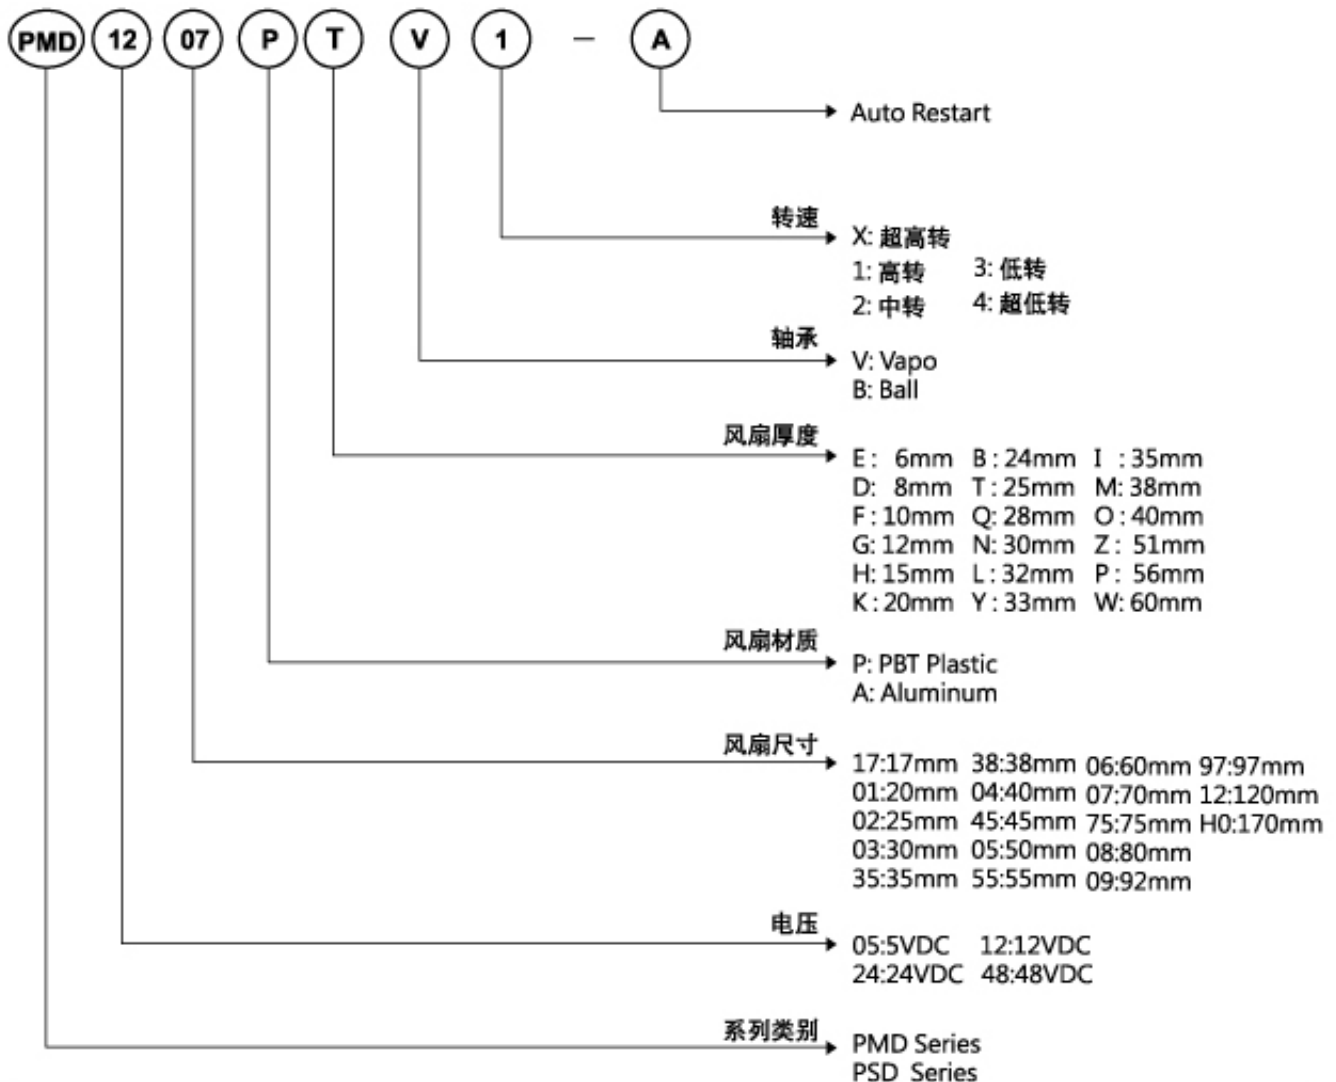 PMD 12 07 P T V 1 - A
Auto Restart
转速
X: 超高转
1: 高转 3: 低转
2: 中转 4: 超低转
轴承
V: Vapo
B: Ball
风扇厚度
E: 6mm B: 24mm I : 35mm
D: 8mm T: 25mm M: 38mm
F: 10mm Q: 28mm O: 40mm
G: 12mm N: 30mm Z: 51mm
H: 15mm L: 32mm P: 56mm
K: 20mm Y: 33mm W: 60mm
风扇材质
P: PBT Plastic
A: Aluminum
风扇尺寸
17:17mm 38:38mm 06:60mm 97:97mm
01:20mm 04:40mm 07:70mm 12:120mm
02:25mm 45:45mm 75:75mm H0:170mm
03:30mm 05:50mm 08:80mm
35:35mm 55:55mm 09:92mm
电压
05:5VDC 12:12VDC
24:24VDC 48:48VDC
系列类别
PMD Series
PSD Series